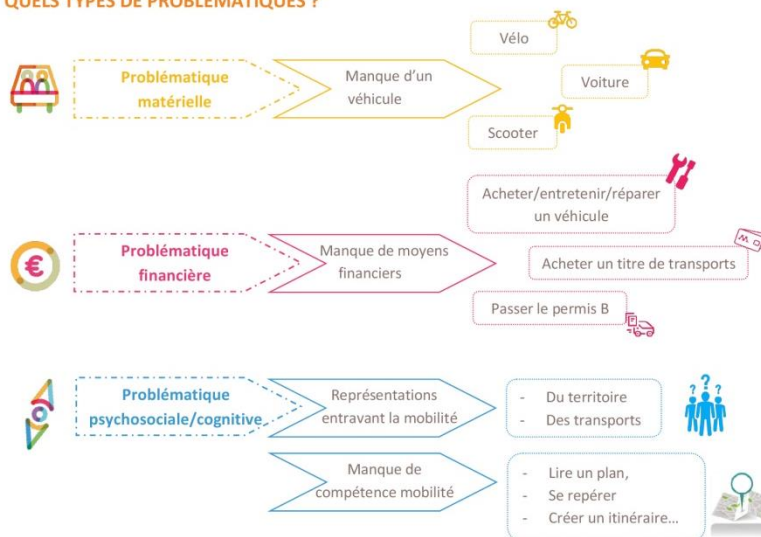 QUELS TYPES DE PROBLÉMATIQUES ?
Vélo
Problématique
matérielle
Manque d'un
véhicule
Voiture
Scooter
Acheter/entretenir/réparer
un véhicule
Problématique
financière
Manque de moyens
financiers
Acheter un titre de transports
Passer le permis B
Problématique
psychosociale/cognitive
Représentations
entravant la mobilité
- Du territoire
- Des transports
Manque de
compétence mobilité
- Lire un plan,
- Se repérer
- Créer un itinéraire…